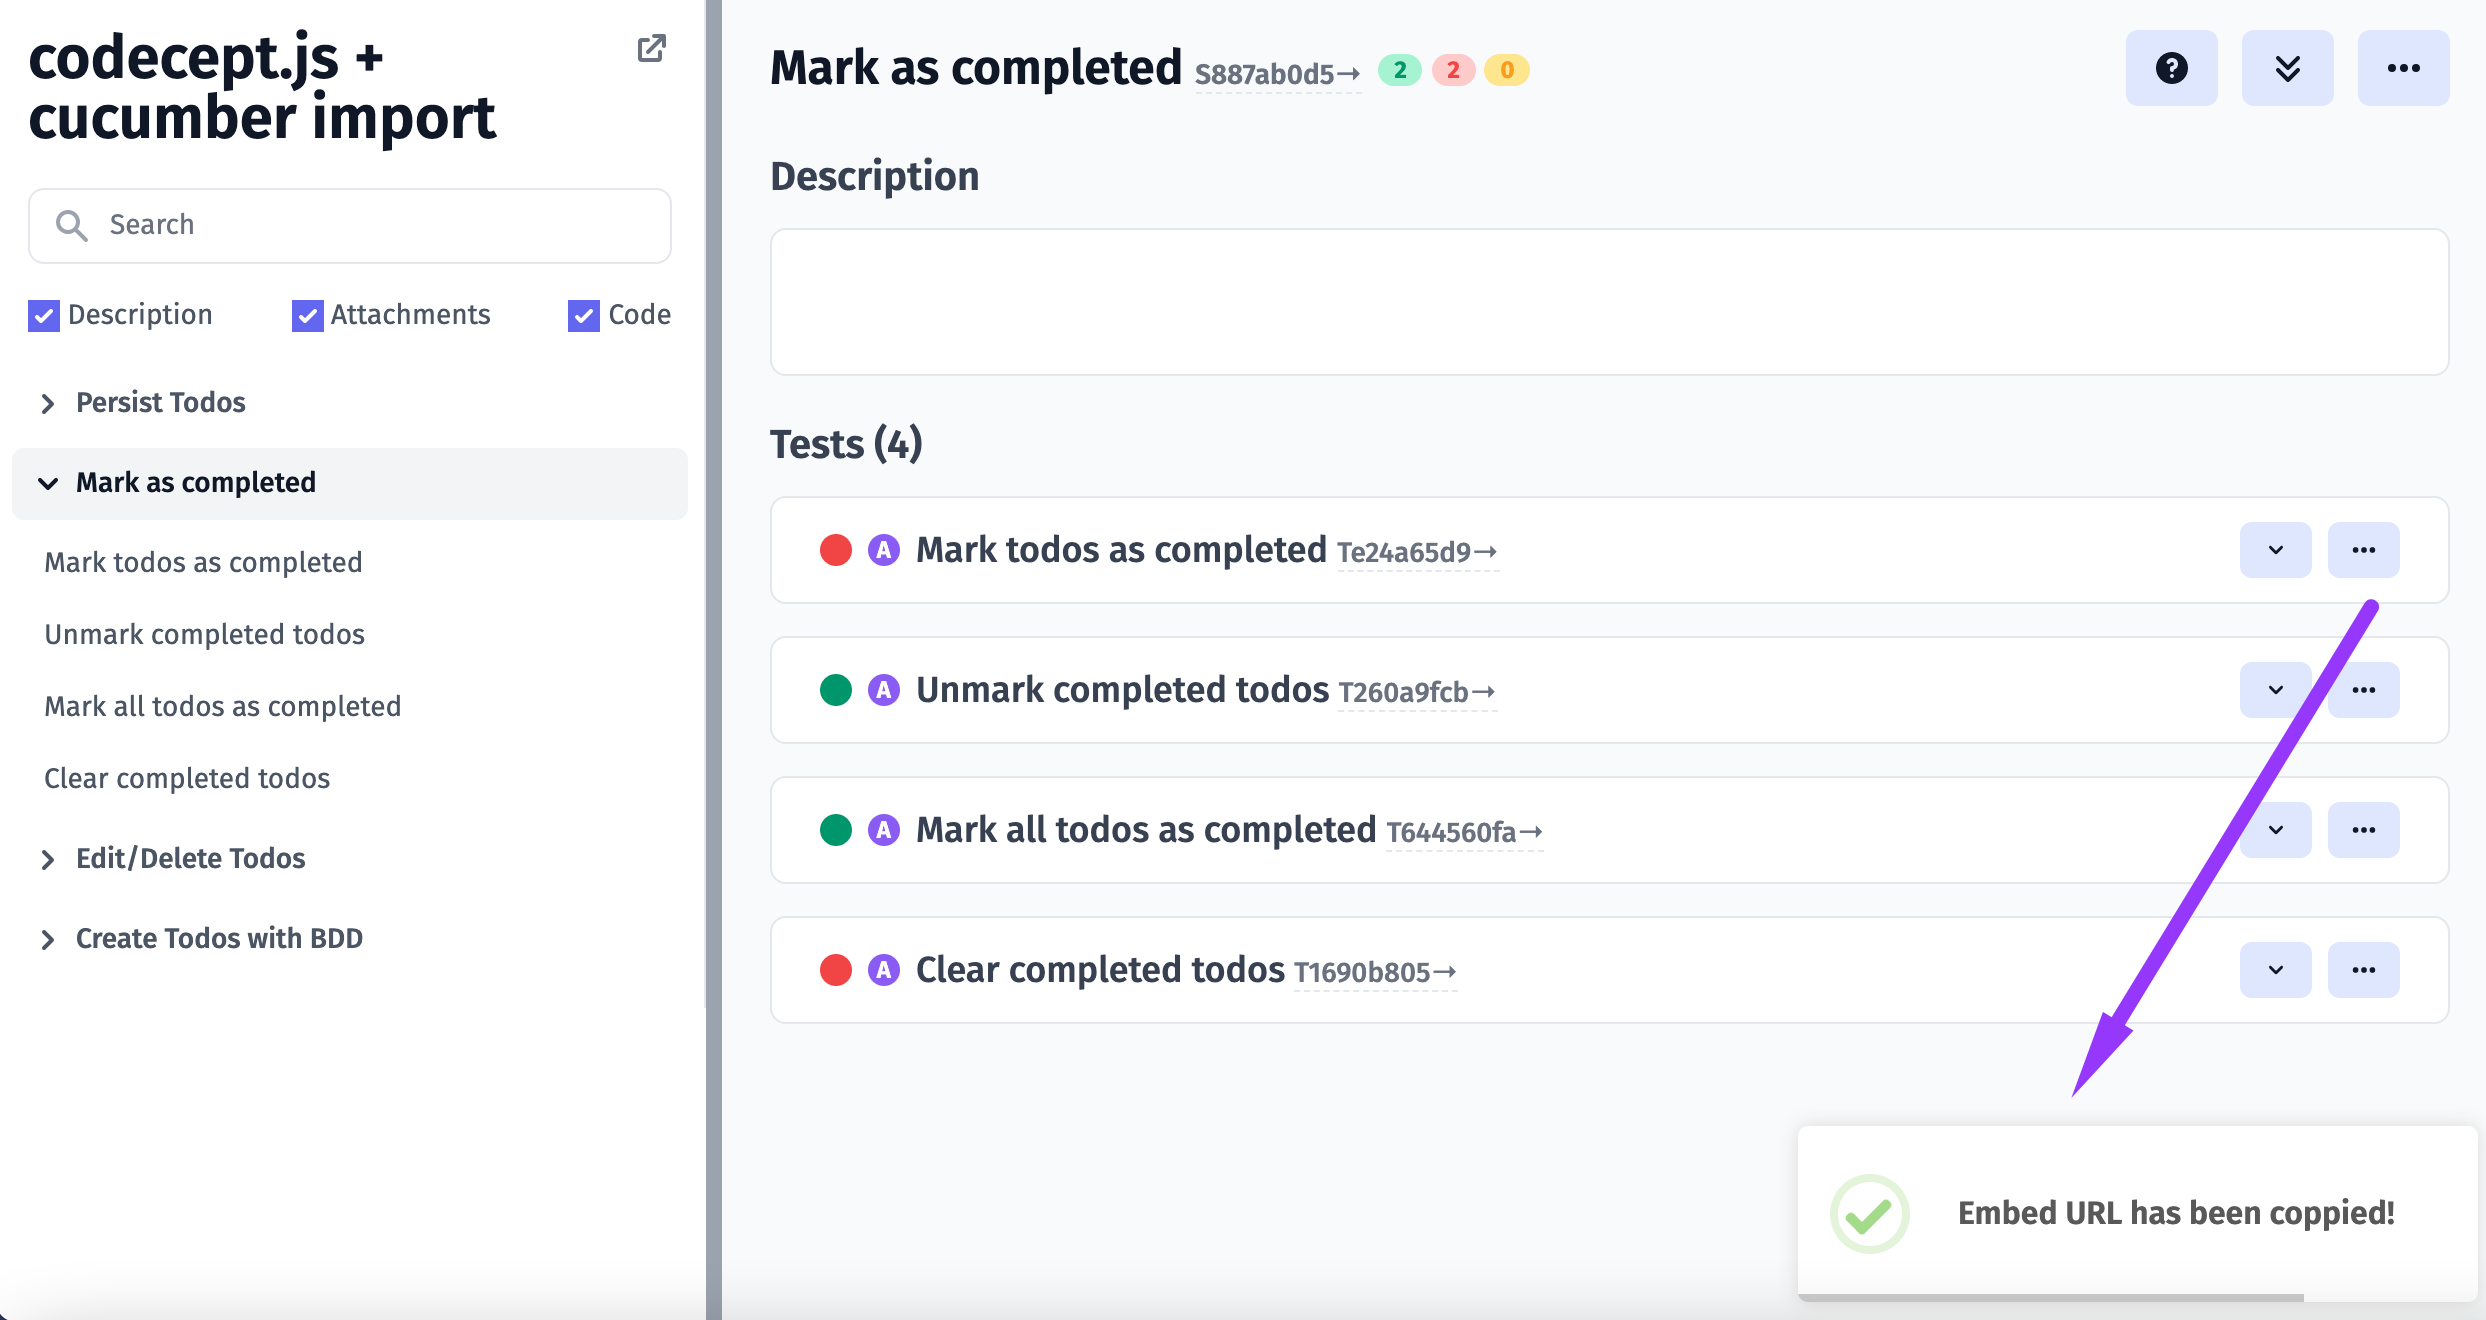 codecept.js +
cucumber import
Search
Description Attachments Code
Persist Todos
Mark as completed
Mark todos as completed
Unmark completed todos
Mark all todos as completed
Clear completed todos
Edit/Delete Todos
Create Todos with BDD
Mark as completed S887ab0d5→ 2 2 0
Description
Tests (4)
A Mark todos as completed Te24a65d9→
A Unmark completed todos T260a9fcb→
A Mark all todos as completed T644560fa→
A Clear completed todos T1690b805→
Embed URL has been coppied!